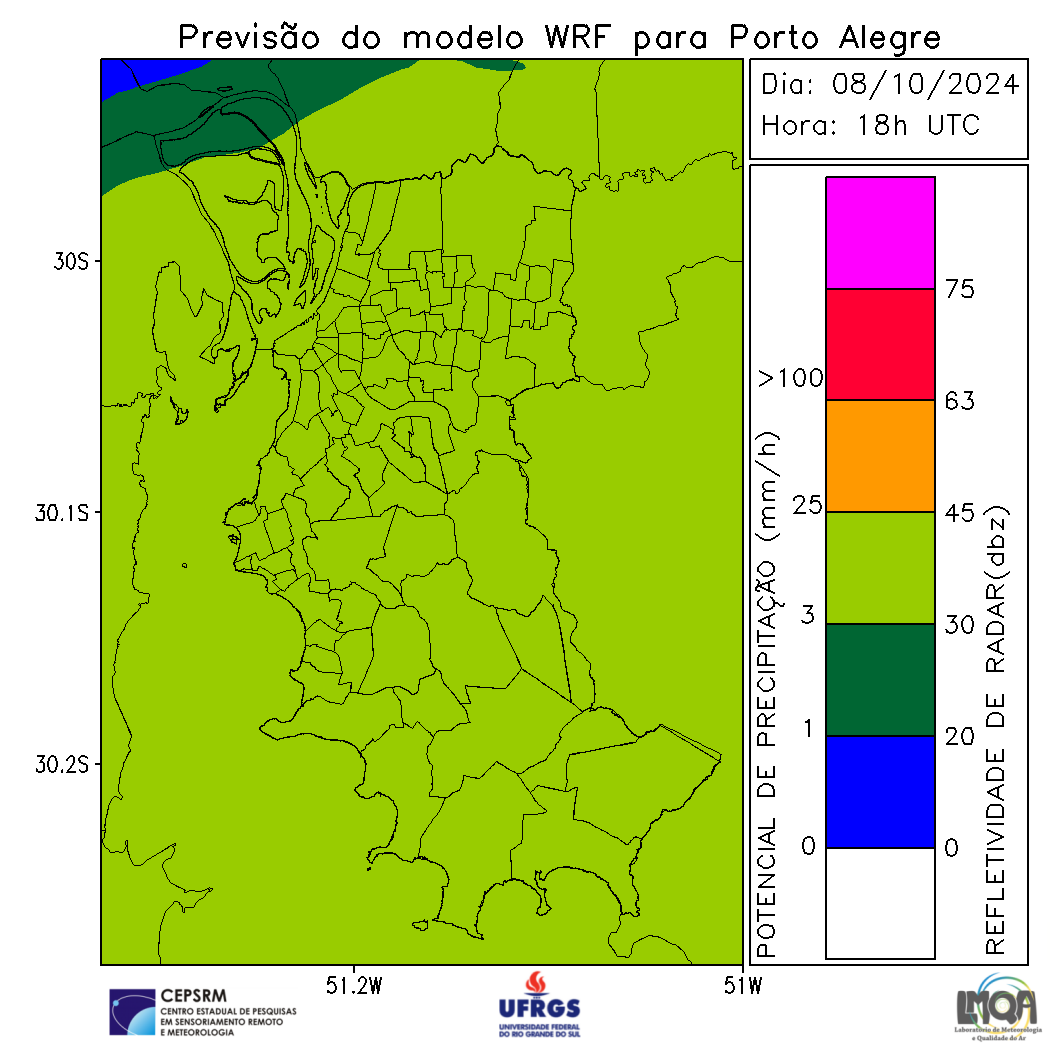 Previsão do modelo WRF para Porto Alegre
Dia: 08/10/2024
Hora: 18h UTC
30S
30.1S
30.2S
51.2W
51W
POTENCIAL DE PRECIPITAÇÃO (mm/h)
>100
25
3
1
0
75
63
45
30
20
0
REFLETIVIDADE DE RADAR(dbz)
CEPSRM
CENTRO ESTADUAL DE PESQUISAS
EM SENSORIAMENTO REMOTO
E METEOROLOGIA
UFRGS
UNIVERSIDADE FEDERAL
DO RIO GRANDE DO SUL
LMQA
Laboratório de Meteorologia
e Qualidade do Ar